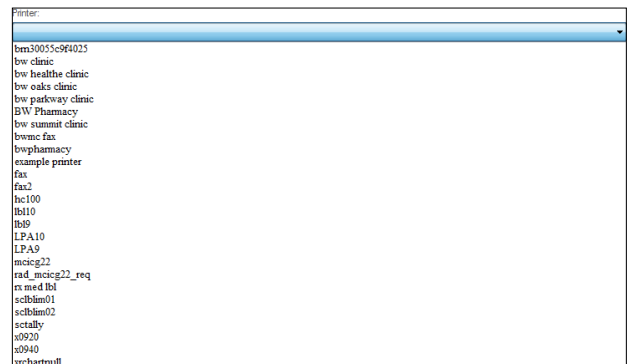 Printer:
brn30055c9f4025
bw clinic
bw healthe clinic
bw oaks clinic
bw parkway clinic
BW Pharmacy
bw summit clinic
bwmc fax
bwpharmacy
example printer
fax
fax2
hc100
lbl10
lbl9
LPA10
LPA9
mcicg22
rad_mcicg22_req
rx med lbl
sclblim01
sclblim02
sctally
x0920
x0940
xrchartnull